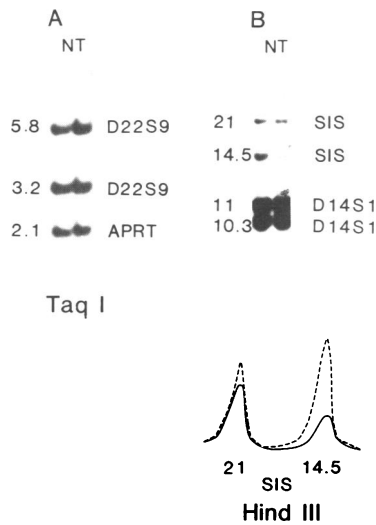 A
NT
5.8 D22S9
3.2 D22S9
2.1 APRT
Taq I
B
NT
21 SIS
14.5 SIS
11 D14S1
10.3 D14S1
21 14.5
SIS
Hind III